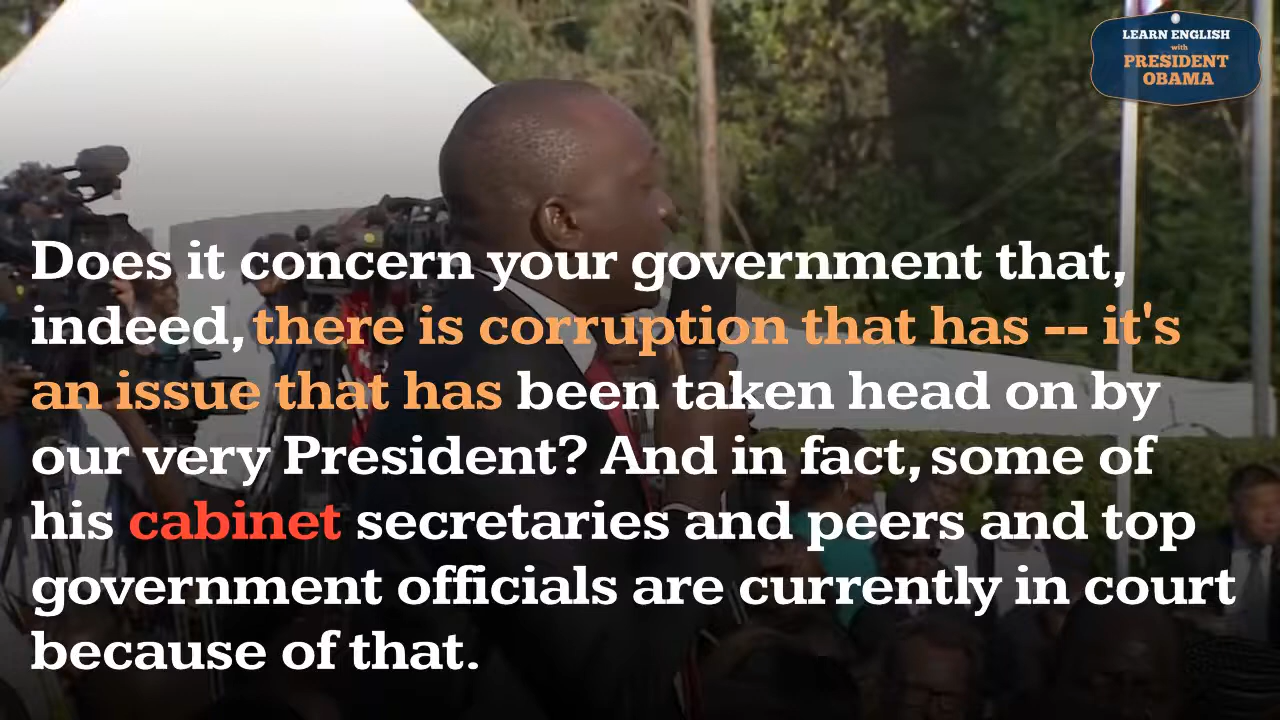 LEARN ENGLISH
with
PRESIDENT
OBAMA
Does it concern your government that,
indeed, there is corruption that has -- it's
an issue that has been taken head on by
our very President? And in fact, some of
his cabinet secretaries and peers and top
government officials are currently in court
because of that.